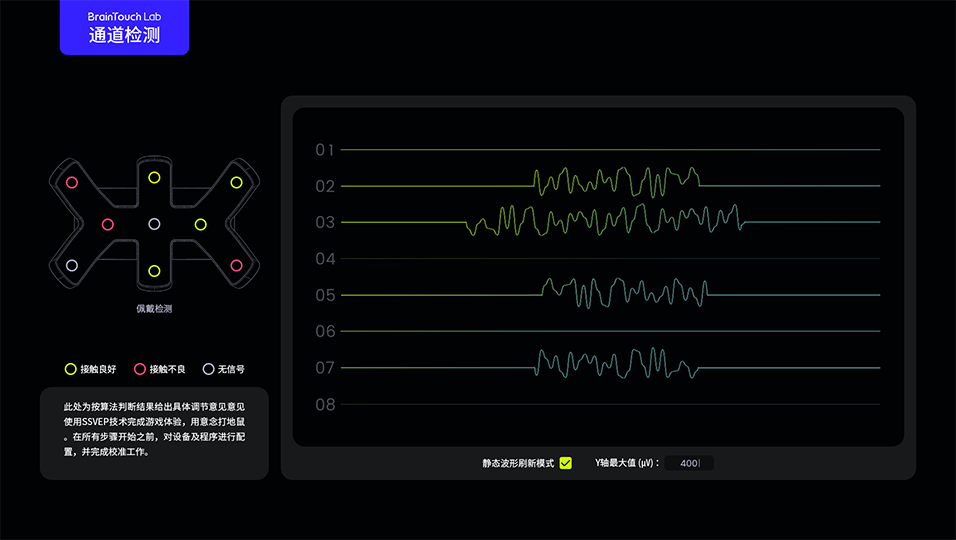 BrainTouch Lab
通道检测
佩戴检测
接触良好
接触不良
无信号
此处为按算法判断结果给出具体调节意见意见
使用SSVEP技术完成游戏体验，用意念打地鼠
。在所有步骤开始之前，对设备及程序进行配
置，并完成校准工作。
01
02
03
04
05
06
07
08
静态波形刷新模式
Y轴最大值 (μV)：
400